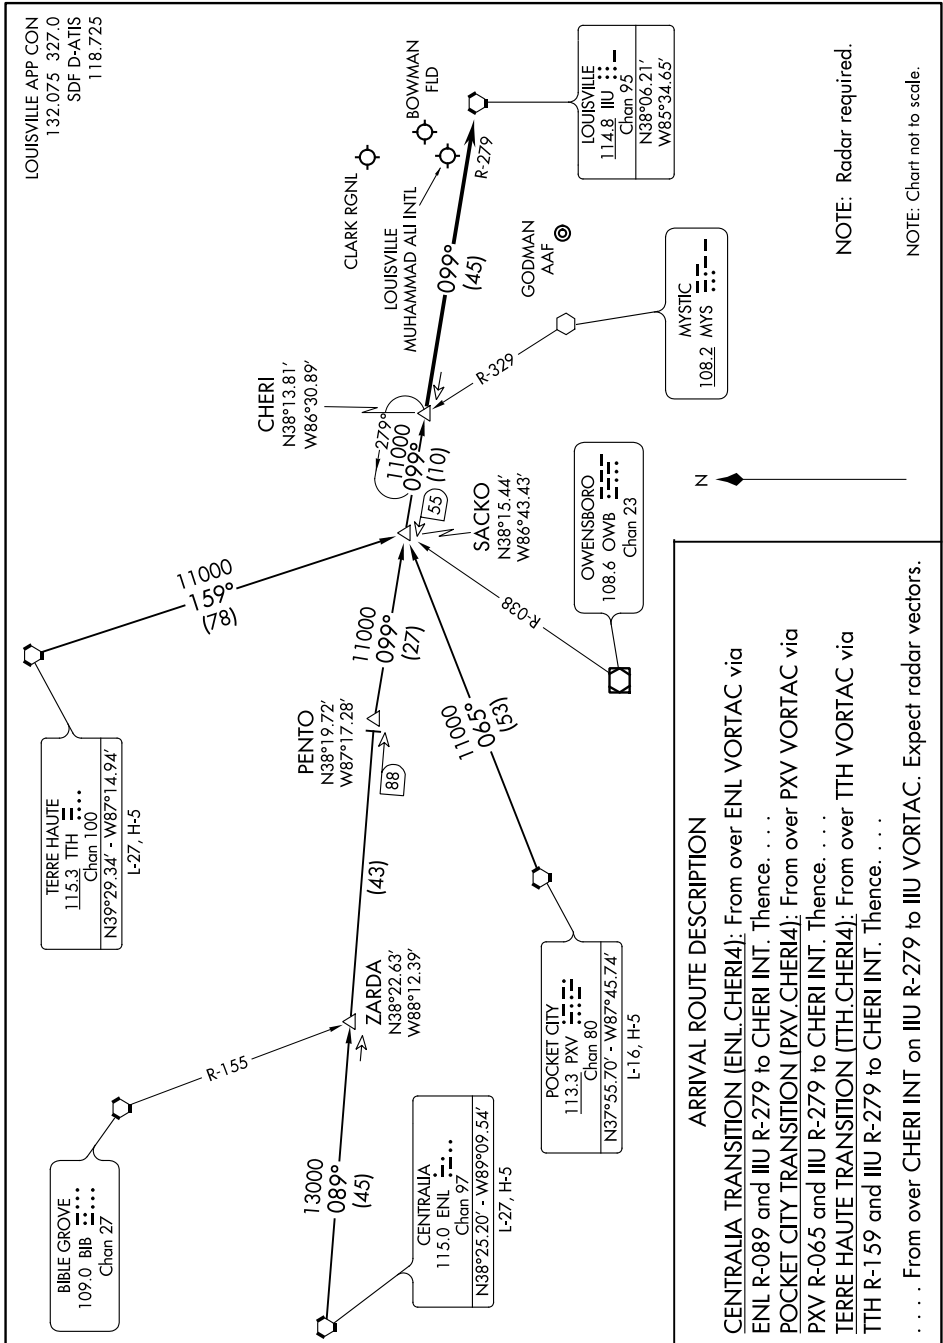 LOUISVILLE APP CON
132.075 327.0
SDF D-ATIS
118.725
TERRE HAUTE
115.3 TTH
Chan 100
N39°29.34' - W87°14.94'
L-27, H-5
BIBLE GROVE
109.0 BIB
Chan 27
R-155
13000
089°
(45)
CENTRALIA
115.0 ENL
Chan 97
N38°25.20' - W89°09.54'
L-27, H-5
ZARDA
N38°22.63'
W88°12.39'
(43)
88
PENTO
N38°19.72'
W87°17.28'
11000
099°
(27)
11000
159°
(78)
11000
065°
(53)
POCKET CITY
113.3 PXV
Chan 80
N37°55.70' - W87°45.74'
L-16, H-5
SACKO
N38°15.44'
W86°43.43'
55
R-038
OWENSBORO
108.6 OWB
Chan 23
CHERI
N38°13.81'
W86°30.89'
279°
11000
099°
(10)
R-329
MYSTIC
108.2 MYS
CLARK RGNL
BOWMAN
FLD
LOUISVILLE
MUHAMMAD ALI INTL
099°
(45)
R-279
GODMAN
AAF
LOUISVILLE
114.8 IIU
Chan 95
N38°06.21'
W85°34.65'
N
NOTE: Radar required.
NOTE: Chart not to scale.
ARRIVAL ROUTE DESCRIPTION
CENTRALIA TRANSITION (ENL.CHERI4): From over ENL VORTAC via
ENL R-089 and IIU R-279 to CHERI INT. Thence. . . .
POCKET CITY TRANSITION (PXV.CHERI4): From over PXV VORTAC via
PXV R-065 and IIU R-279 to CHERI INT. Thence. . . .
TERRE HAUTE TRANSITION (TTH.CHERI4): From over TTH VORTAC via
TTH R-159 and IIU R-279 to CHERI INT. Thence. . . .
. . . . From over CHERI INT on IIU R-279 to IIU VORTAC. Expect radar vectors.